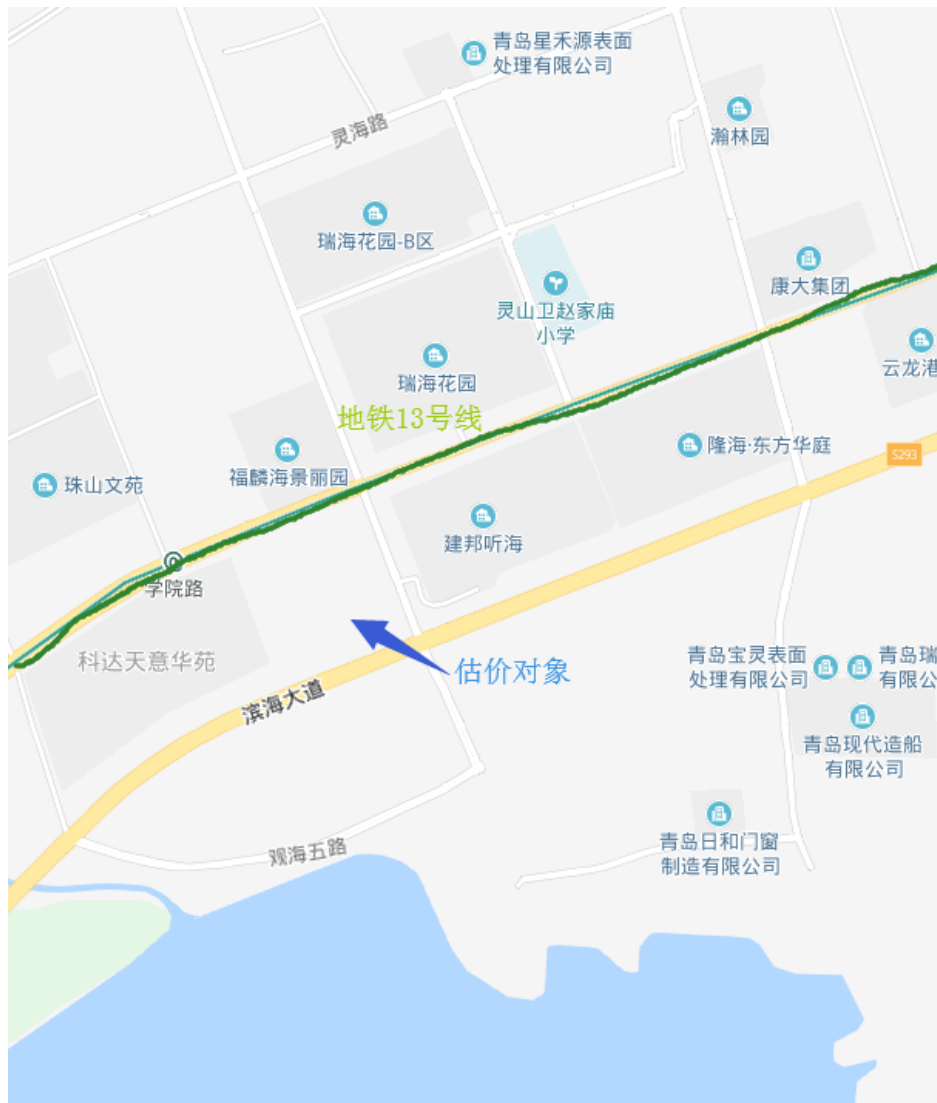 青岛星禾源表面
处理有限公司
灵海路
瀚林园
瑞海花园-B区
康大集团
灵山卫赵家庙
小学
云龙港
瑞海花园
地铁13号线
隆海·东方华庭
S293
福麟海景丽园
珠山文苑
建邦听海
学院路
科达天意华苑
估价对象
青岛宝灵表面
处理有限公司
青岛瑞
有限公
滨海大道
青岛现代造船
有限公司
青岛日和门窗
制造有限公司
观海五路